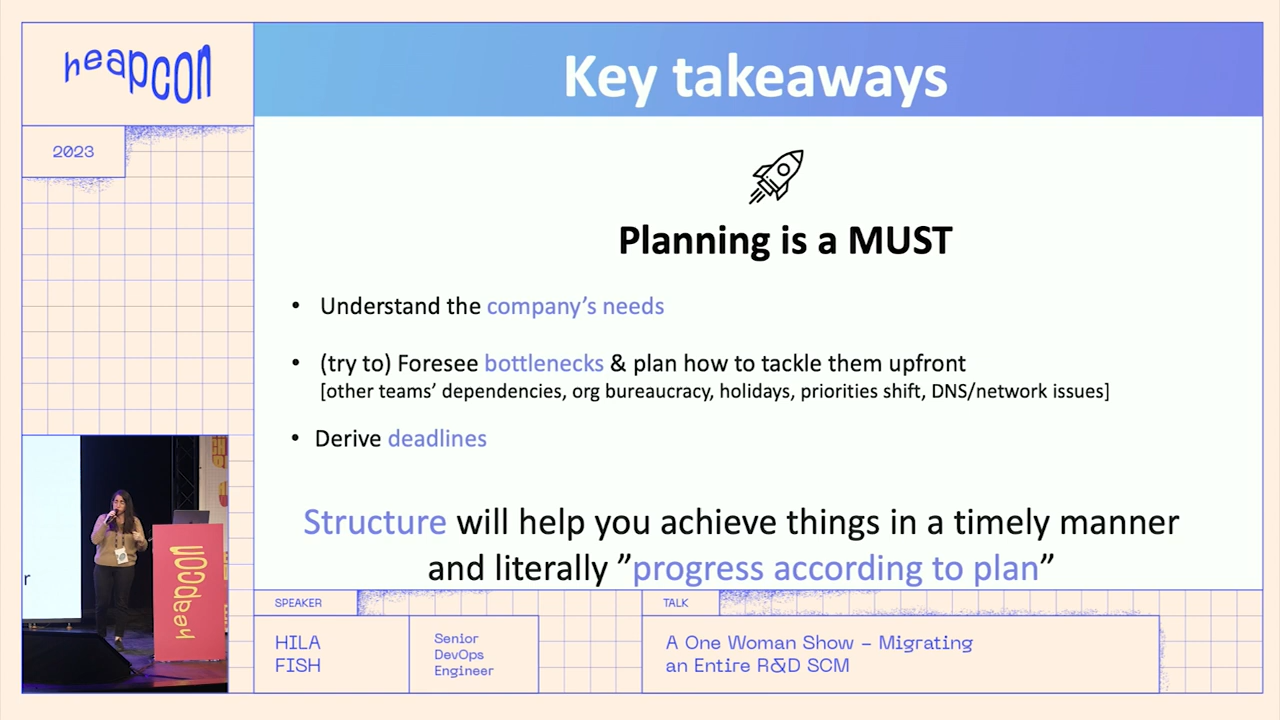 heapcon
2023
Key takeaways
Planning is a MUST
• Understand the company’s needs
• (try to) Foresee bottlenecks & plan how to tackle them upfront
[other teams’ dependencies, org bureaucracy, holidays, priorities shift, DNS/network issues]
• Derive deadlines
Structure will help you achieve things in a timely manner
and literally ”progress according to plan”
r
heapcon
SPEAKER
HILA
FISH
Senior
DevOps
Engineer
TALK
A One Woman Show – Migrating
an Entire R&D SCM